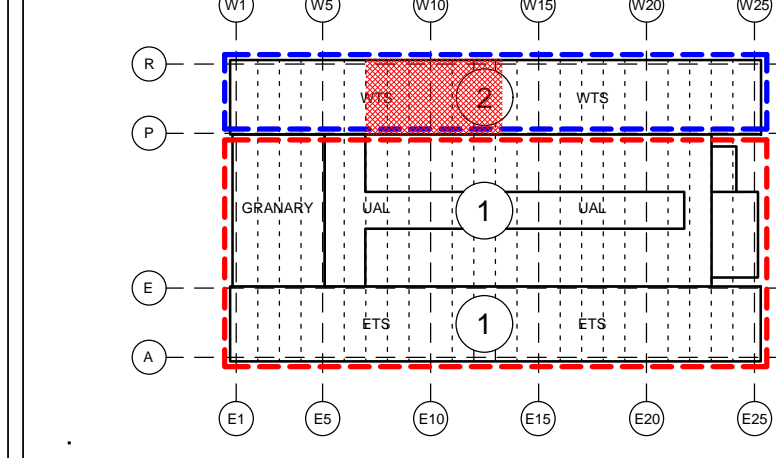 W1 W5 W10 W15 W20 W25
R
WTS 2 WTS
P
GRANARY UAL 1 UAL
E
ETS 1 ETS
A
E1 E5 E10 E15 E20 E25